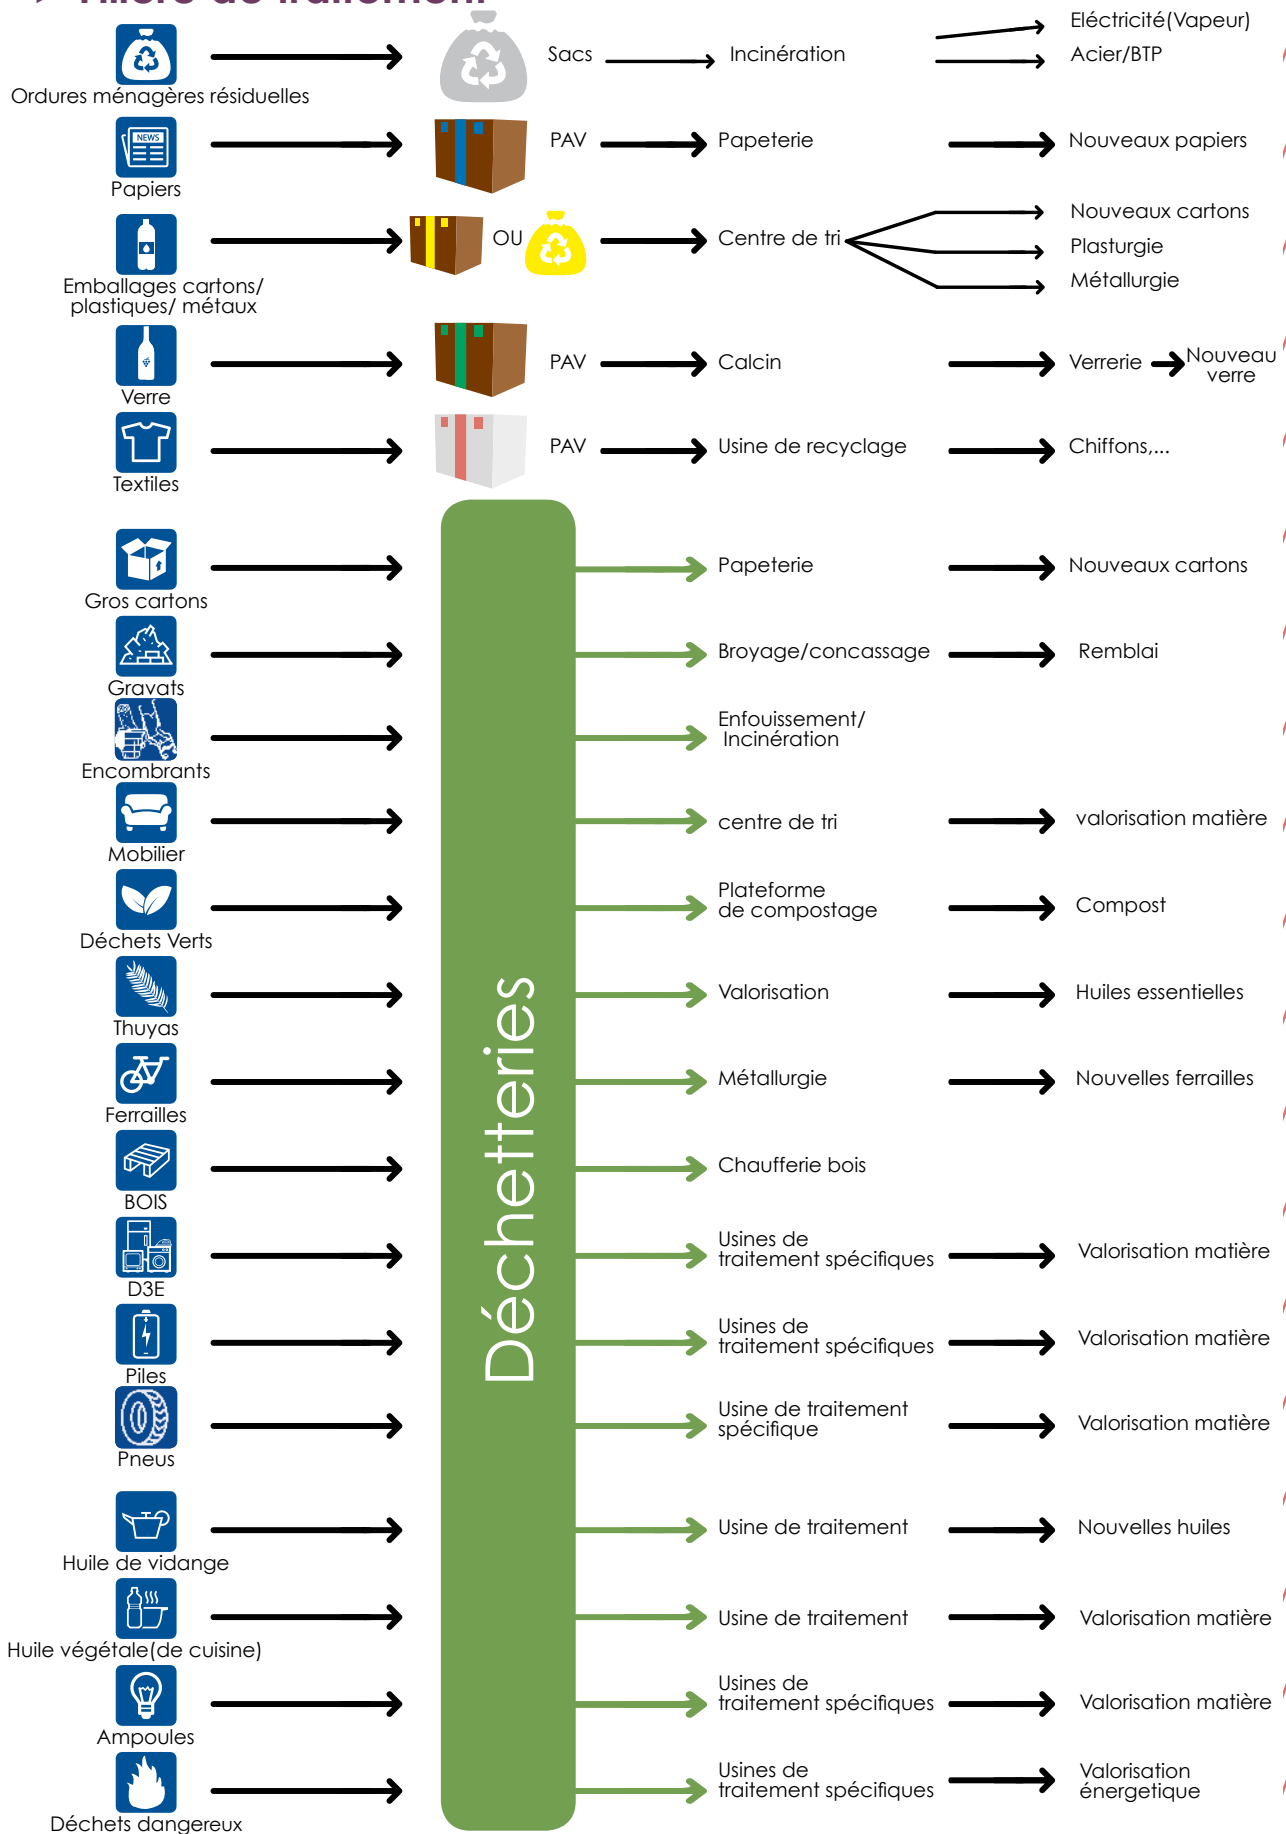 Filière de traitement
Eléctricité(Vapeur)
Sacs
Incinération
Acier/BTP
Ordures ménagères résiduelles
NEWS
PAV
Papeterie
Nouveaux papiers
Papiers
Nouveaux cartons
OU
Centre de tri
Plasturgie
Métallurgie
Emballages cartons/
plastiques/ métaux
PAV
Calcin
Verrerie
Nouveau
verre
Verre
PAV
Usine de recyclage
Chiffons,...
Textiles
Déchetteries
Papeterie
Nouveaux cartons
Gros cartons
Broyage/concassage
Remblai
Gravats
Enfouissement/
Incinération
Encombrants
centre de tri
valorisation matière
Mobilier
Plateforme
de compostage
Compost
Déchets Verts
Valorisation
Huiles essentielles
Thuyas
Métallurgie
Nouvelles ferrailles
Ferrailles
Chaufferie bois
BOIS
Usines de
traitement spécifiques
Valorisation matière
D3E
Usines de
traitement spécifiques
Valorisation matière
Piles
Usine de traitement
spécifique
Valorisation matière
Pneus
Usine de traitement
Nouvelles huiles
Huile de vidange
Usine de traitement
Valorisation matière
Huile végétale(de cuisine)
Usines de
traitement spécifiques
Valorisation matière
Ampoules
Usines de
traitement spécifiques
Valorisation
énergetique
Déchets dangereux